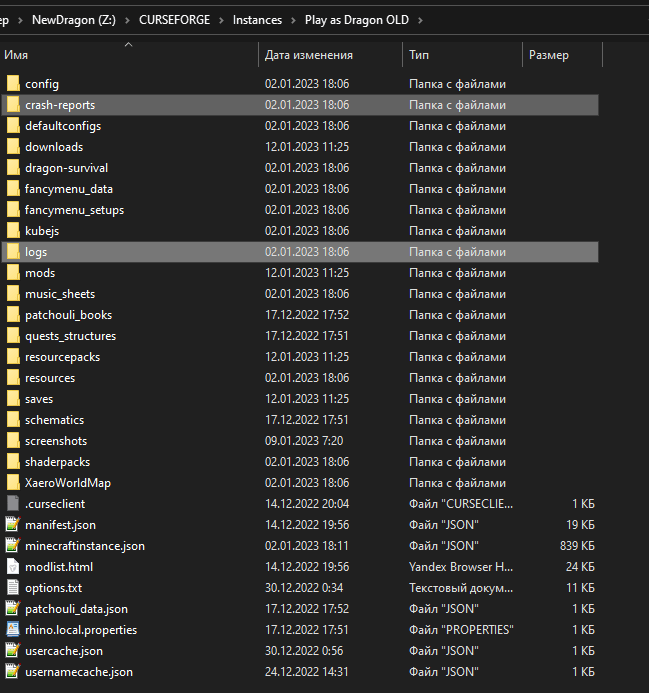 ер › NewDragon (Z:) › CURSEFORGE › Instances › Play as Dragon OLD ›
Имя Дата изменения Тип Размер
config 02.01.2023 18:06 Папка с файлами
crash-reports 02.01.2023 18:06 Папка с файлами
defaultconfigs 02.01.2023 18:06 Папка с файлами
downloads 12.01.2023 11:25 Папка с файлами
dragon-survival 02.01.2023 18:06 Папка с файлами
fancymenu_data 02.01.2023 18:06 Папка с файлами
fancymenu_setups 02.01.2023 18:06 Папка с файлами
kubejs 02.01.2023 18:06 Папка с файлами
logs 02.01.2023 18:06 Папка с файлами
mods 12.01.2023 11:25 Папка с файлами
music_sheets 02.01.2023 18:06 Папка с файлами
patchouli_books 17.12.2022 17:52 Папка с файлами
quests_structures 17.12.2022 17:51 Папка с файлами
resourcepacks 12.01.2023 11:25 Папка с файлами
resources 02.01.2023 18:06 Папка с файлами
saves 12.01.2023 11:25 Папка с файлами
schematics 17.12.2022 17:51 Папка с файлами
screenshots 09.01.2023 7:20 Папка с файлами
shaderpacks 02.01.2023 18:06 Папка с файлами
XaeroWorldMap 02.01.2023 18:06 Папка с файлами
.curseclient 14.12.2022 20:04 Файл "CURSECLIE... 1 КБ
manifest.json 14.12.2022 19:56 Файл "JSON" 19 КБ
minecraftinstance.json 02.01.2023 18:11 Файл "JSON" 839 КБ
modlist.html 14.12.2022 19:56 Yandex Browser H... 24 КБ
options.txt 30.12.2022 0:34 Текстовый докум... 11 КБ
patchouli_data.json 17.12.2022 17:52 Файл "JSON" 1 КБ
rhino.local.properties 17.12.2022 17:51 Файл "PROPERTIES" 1 КБ
usercache.json 30.12.2022 0:56 Файл "JSON" 1 КБ
usernamecache.json 24.12.2022 14:31 Файл "JSON" 1 КБ